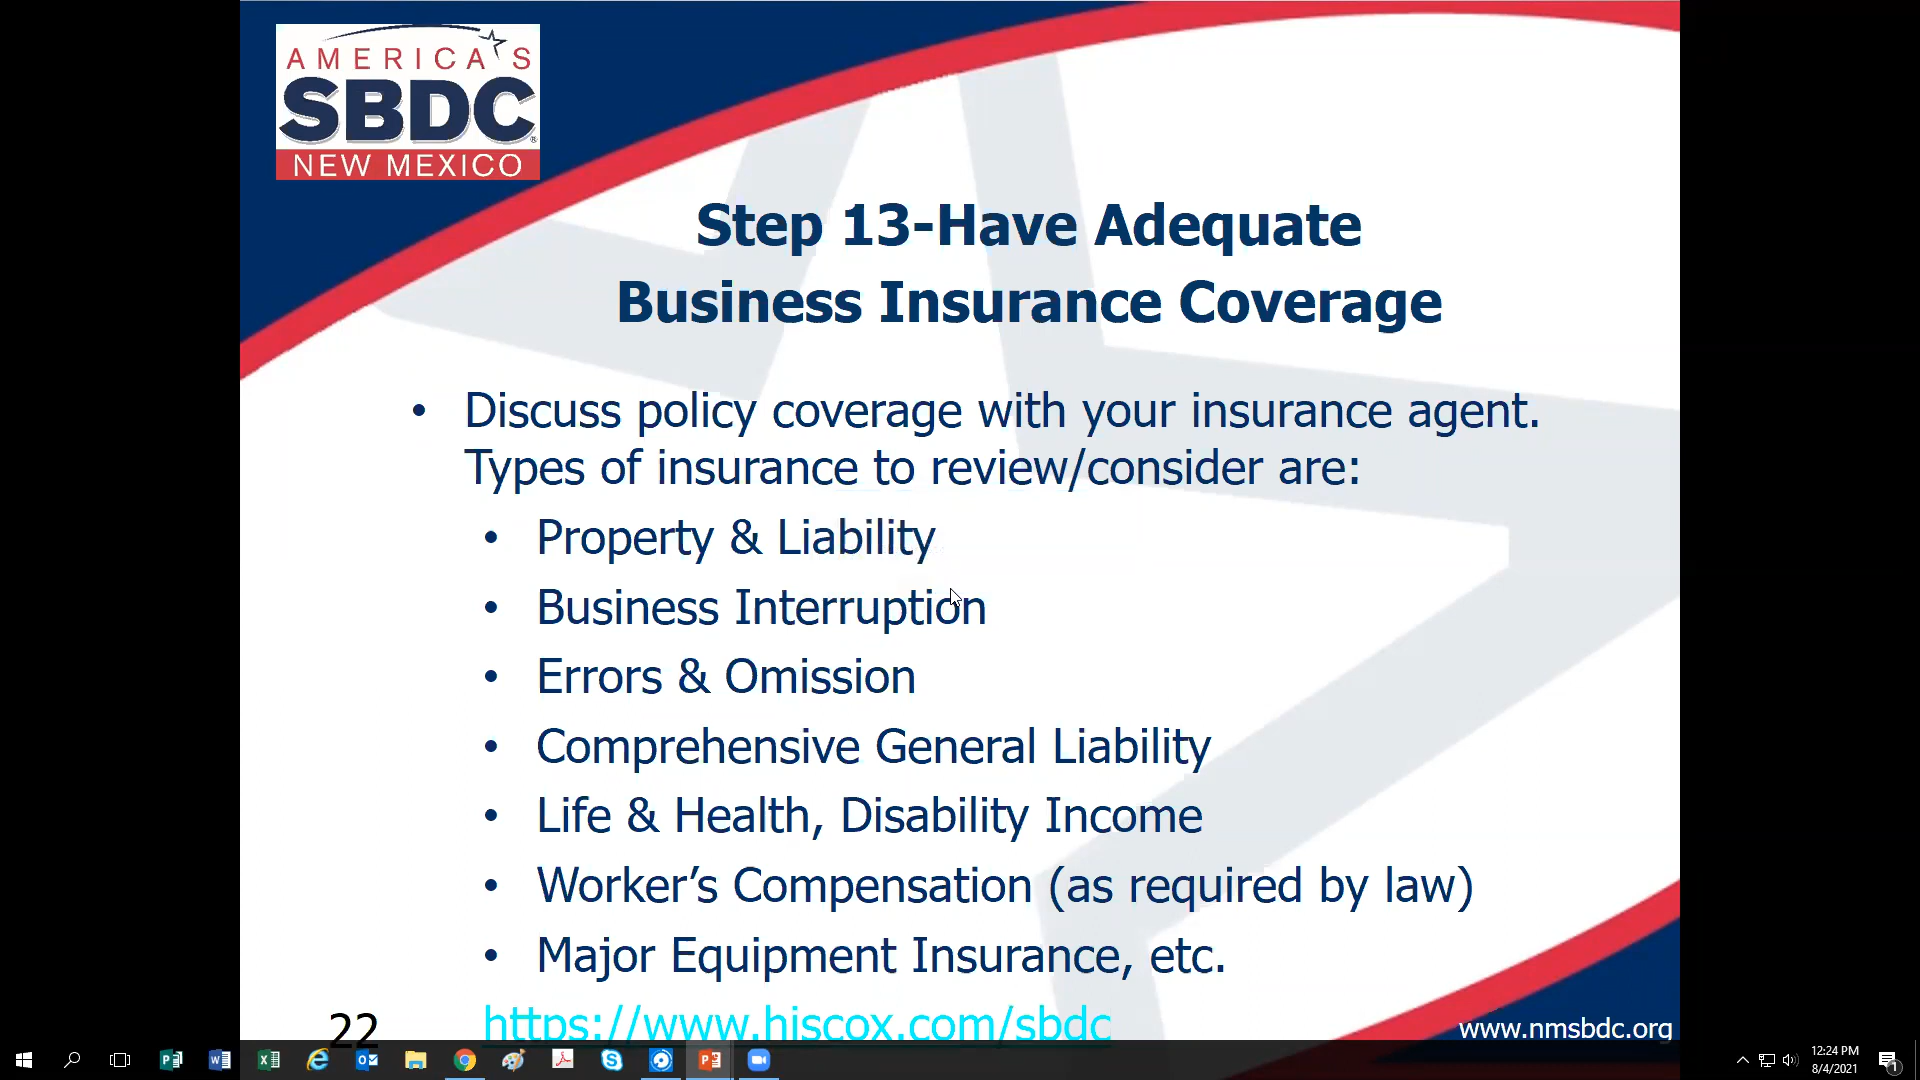 AMERICA'S
SBDC
NEW MEXICO
Step 13-Have Adequate
Business Insurance Coverage
• Discuss policy coverage with your insurance agent.
Types of insurance to review/consider are:
• Property & Liability
• Business Interruption
• Errors & Omission
• Comprehensive General Liability
• Life & Health, Disability Income
• Worker’s Compensation (as required by law)
• Major Equipment Insurance, etc.
22
https://www.hiscox.com/sbdc
www.nmsbdc.org
12:24 PM
8/4/2021